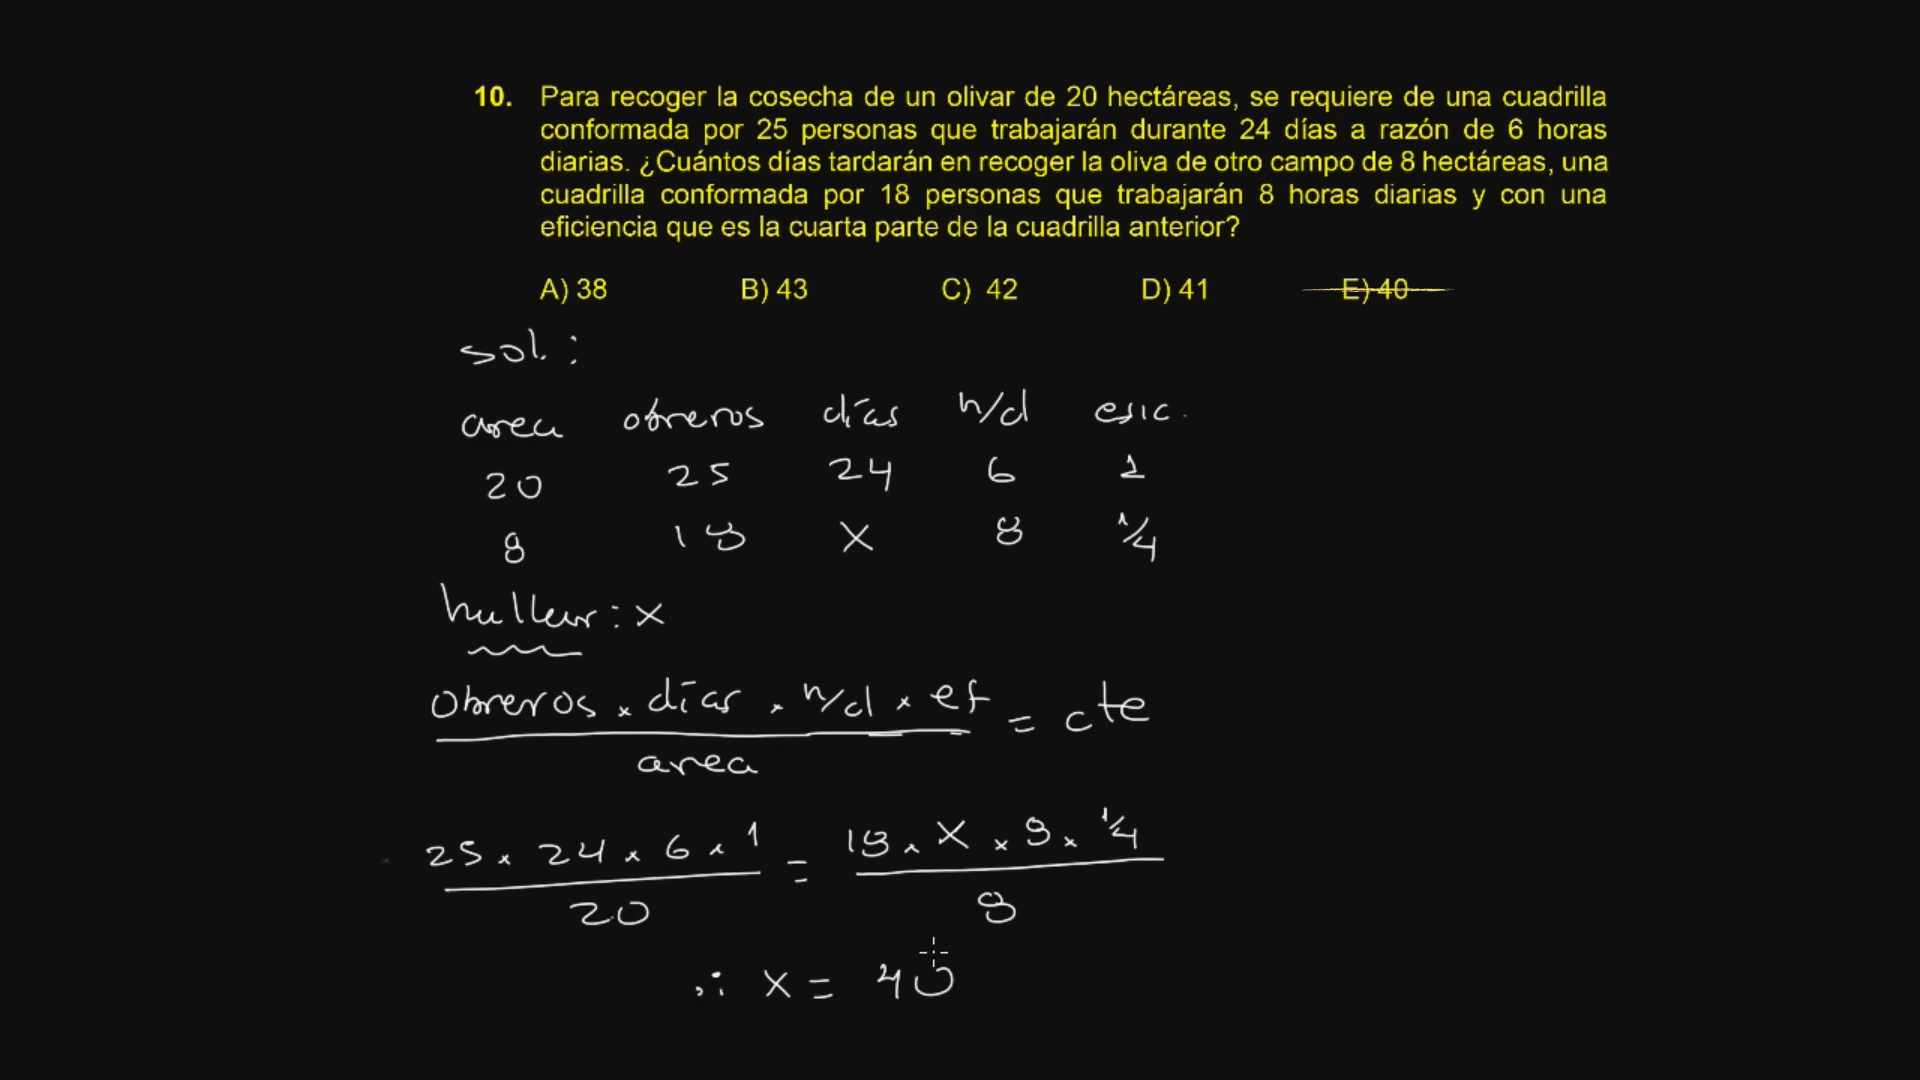 10. Para recoger la cosecha de un olivar de 20 hectáreas, se requiere de una cuadrilla
conformada por 25 personas que trabajarán durante 24 días a razón de 6 horas
diarias. ¿Cuántos días tardarán en recoger la oliva de otro campo de 8 hectáreas, una
cuadrilla conformada por 18 personas que trabajarán 8 horas diarias y con una
eficiencia que es la cuarta parte de la cuadrilla anterior?
A) 38 B) 43 C) 42 D) 41 E) 40
sol. :
area obreros días h/d efic.
20 25 24 6 1
8 18 x 8 1/4
hallar : x
obreros x días x h/d x ef = cte
area
25 x 24 x 6 x 1 = 18 x X x 8 x 1/4
20 8
∴ x = 40